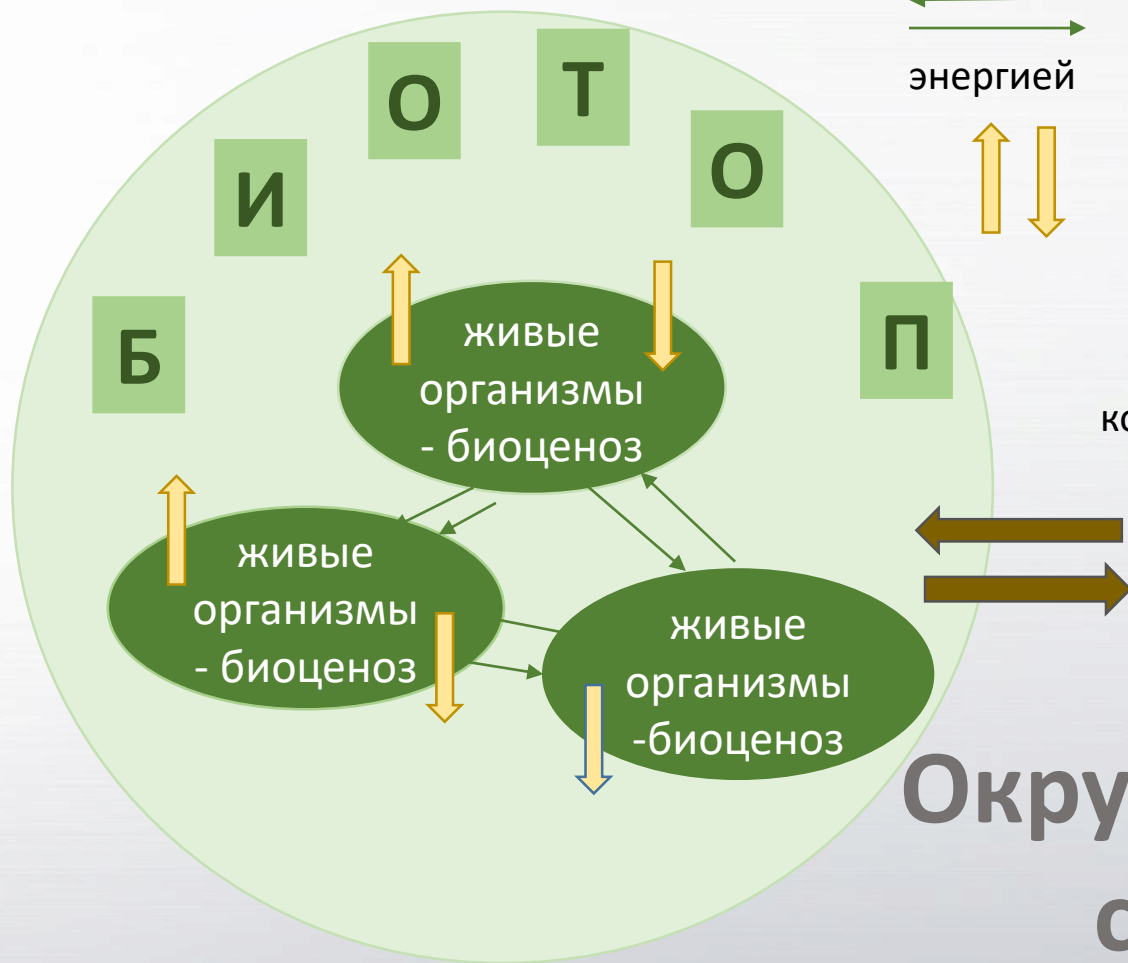 Б И О Т О П
энергией
живые
организмы
- биоценоз
живые
организмы
- биоценоз
живые
организмы
-биоценоз